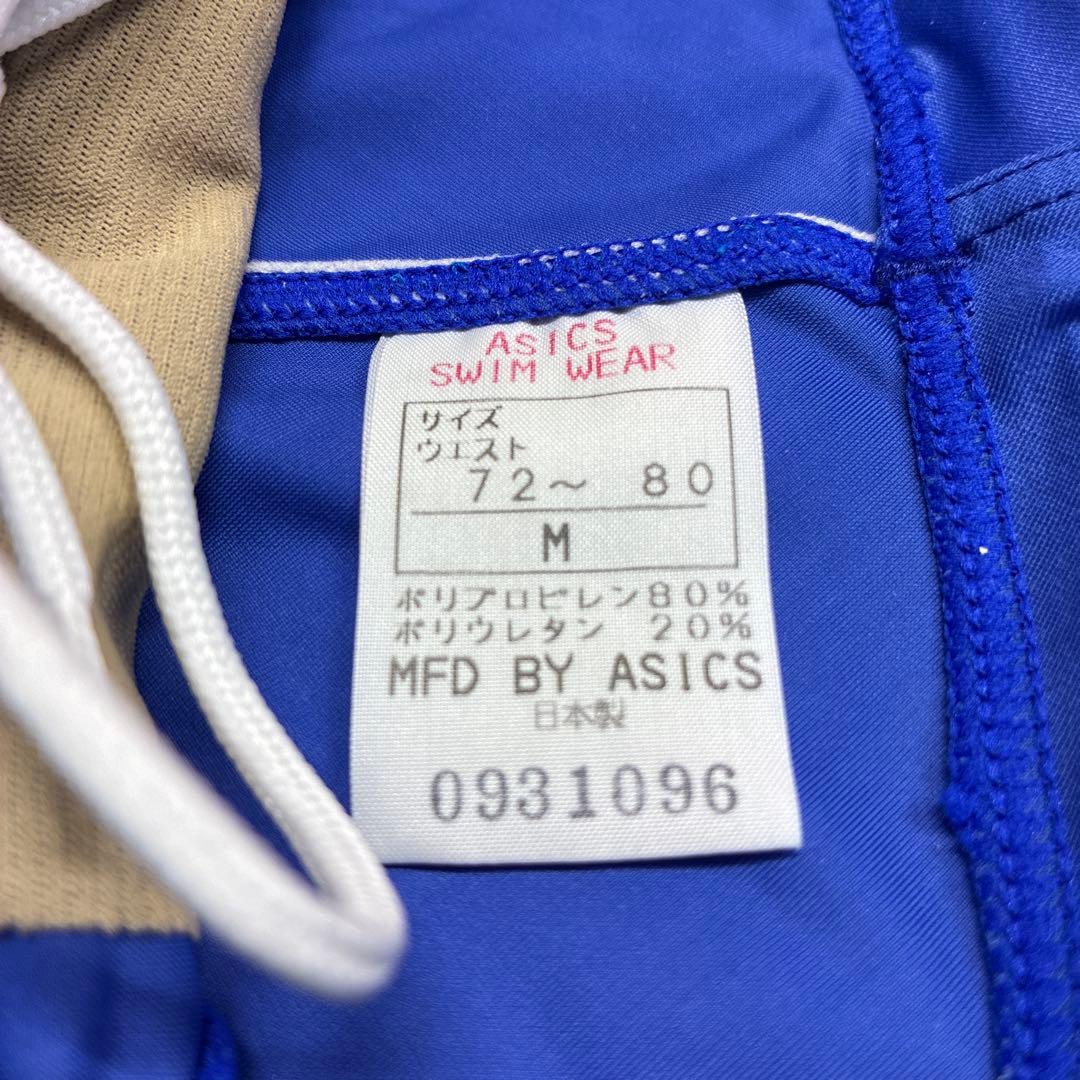 ASICS
SWIM WEAR
サイズ
ウエスト
72～ 80
M
ポリプロピレン80%
ポリウレタン 20%
MFD BY ASICS
日本製
0931096